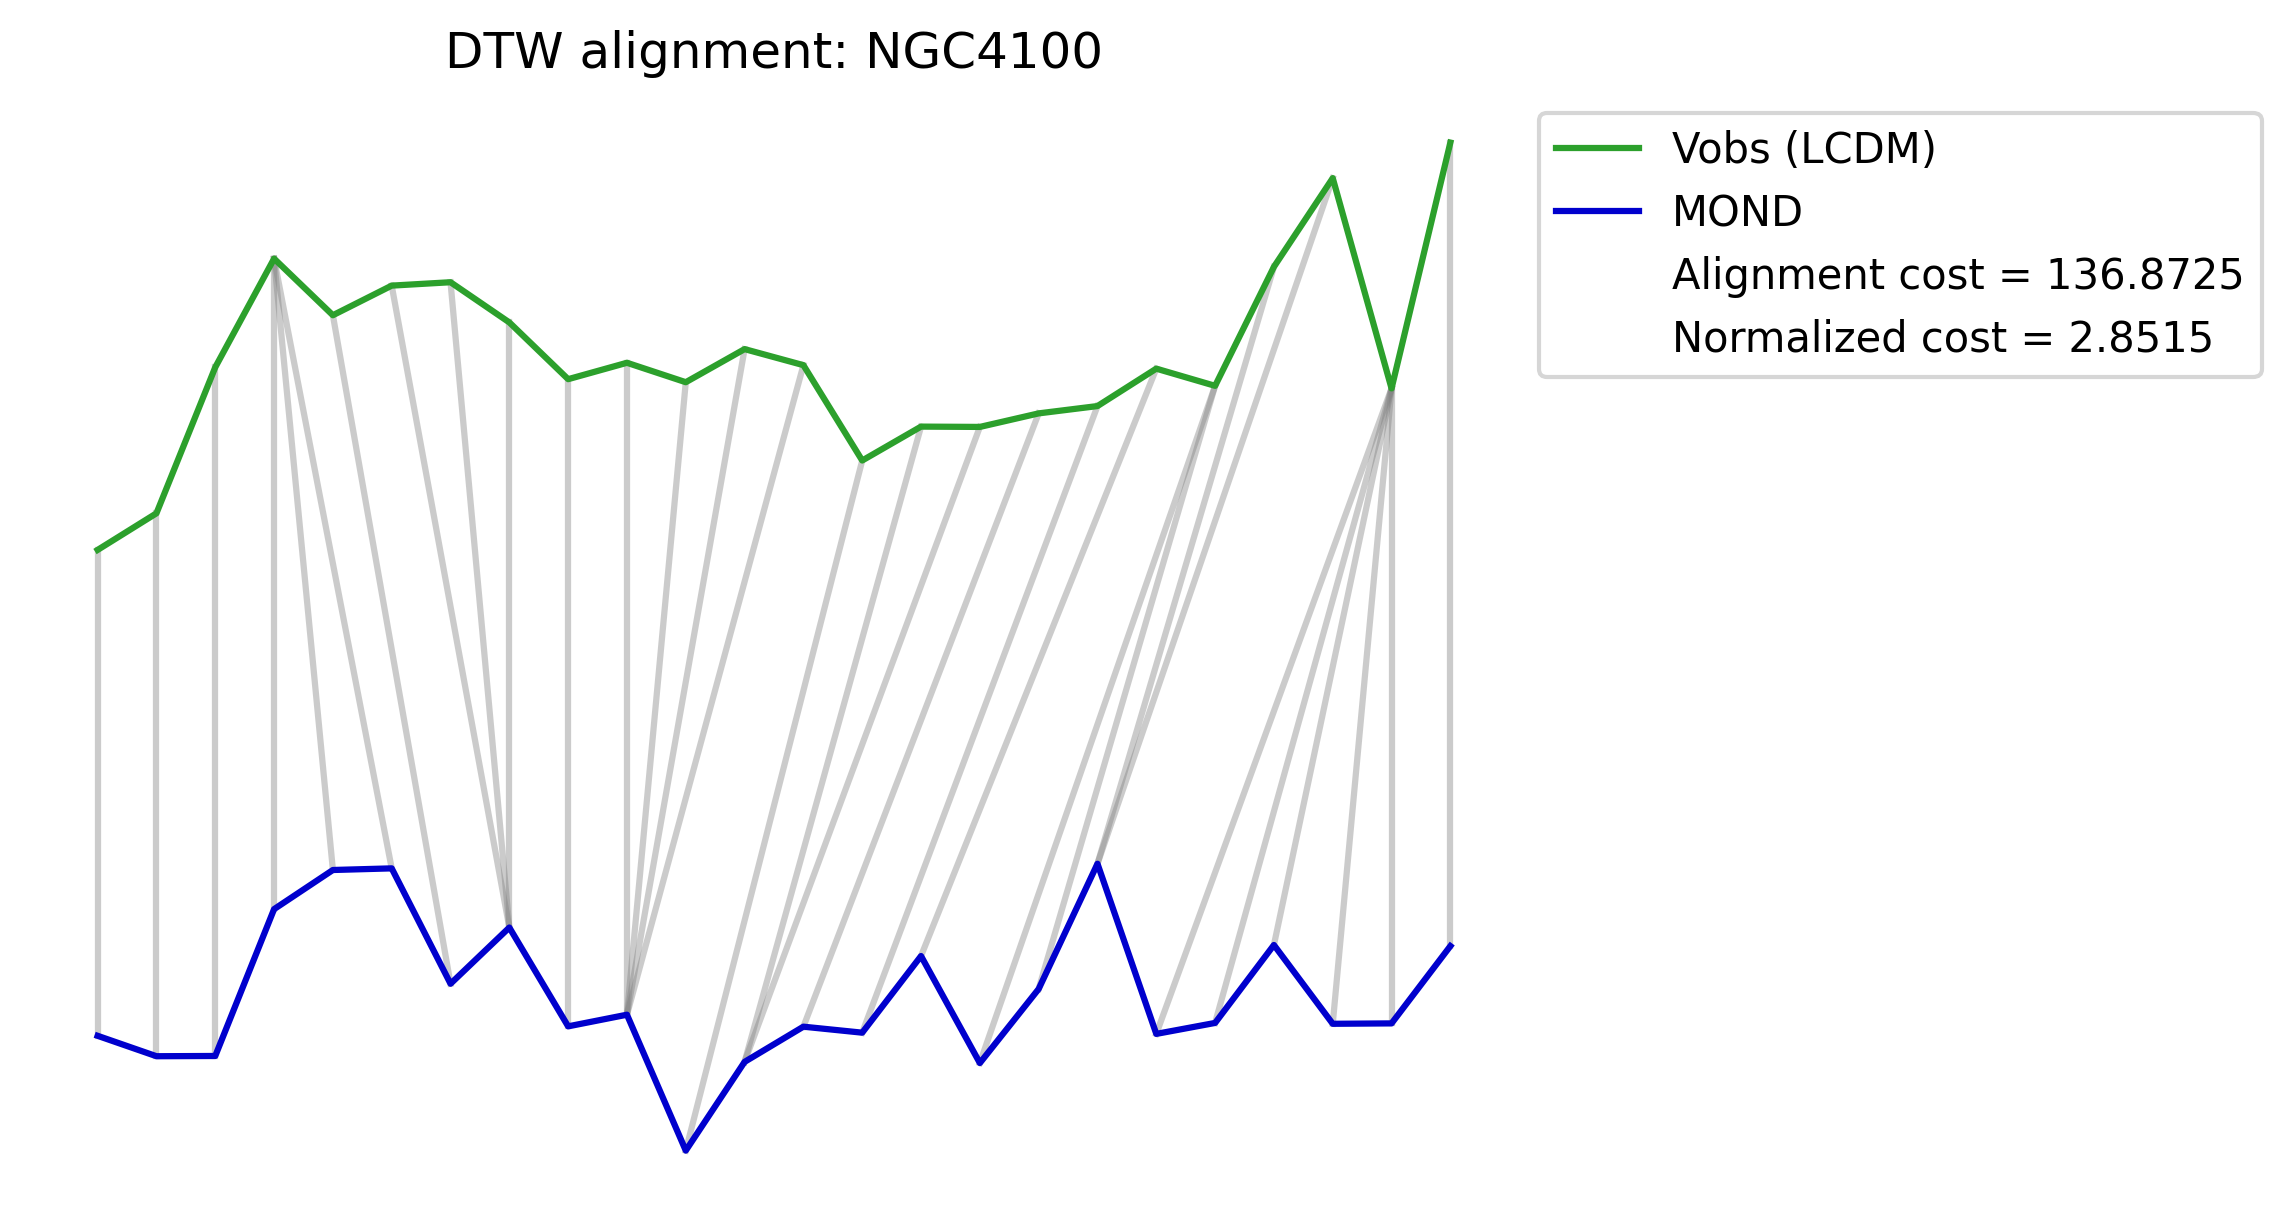 DTW alignment: NGC4100
Vobs (LCDM)
MOND
Alignment cost = 136.8725
Normalized cost = 2.8515